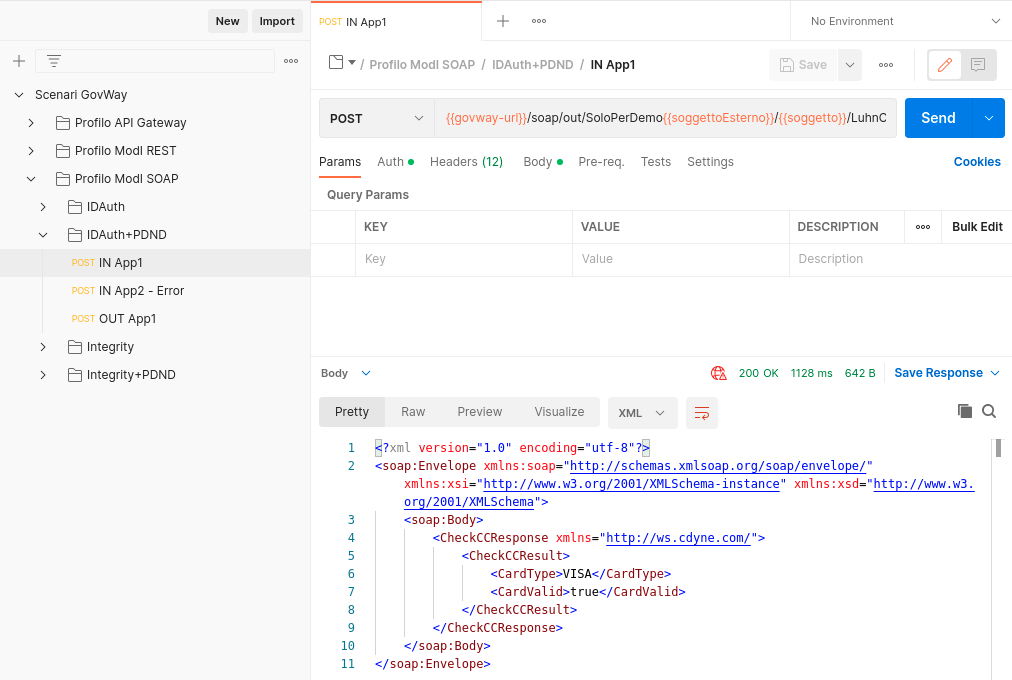 New
Import
Scenari GovWay
Profilo API Gateway
Profilo ModI REST
Profilo ModI SOAP
IDAuth
IDAuth+PDND
POST IN App1
POST IN App2 - Error
POST OUT App1
Integrity
Integrity+PDND
POST IN App1
No Environment
/ Profilo ModI SOAP / IDAuth+PDND / IN App1
Save
POST
{{govway-url}}/soap/out/SoloPerDemo{{soggettoEsterno}}/{{soggetto}}/LuhnC
Send
Params Auth Headers (12) Body Pre-req. Tests Settings
Cookies
Query Params
KEY VALUE DESCRIPTION
Bulk Edit
Key Value Description
Body
200 OK 1128 ms 642 B
Save Response
Pretty Raw Preview Visualize
XML
1 <?xml version="1.0" encoding="utf-8"?>
2 <soap:Envelope xmlns:soap="http://schemas.xmlsoap.org/soap/envelope/"
xmlns:xsi="http://www.w3.org/2001/XMLSchema-instance" xmlns:xsd="http://www.w3.
org/2001/XMLSchema">
3 <soap:Body>
4 <CheckCCResponse xmlns="http://ws.cdyne.com/">
5 <CheckCCResult>
6 <CardType>VISA</CardType>
7 <CardValid>true</CardValid>
8 </CheckCCResult>
9 </CheckCCResponse>
10 </soap:Body>
11 </soap:Envelope>